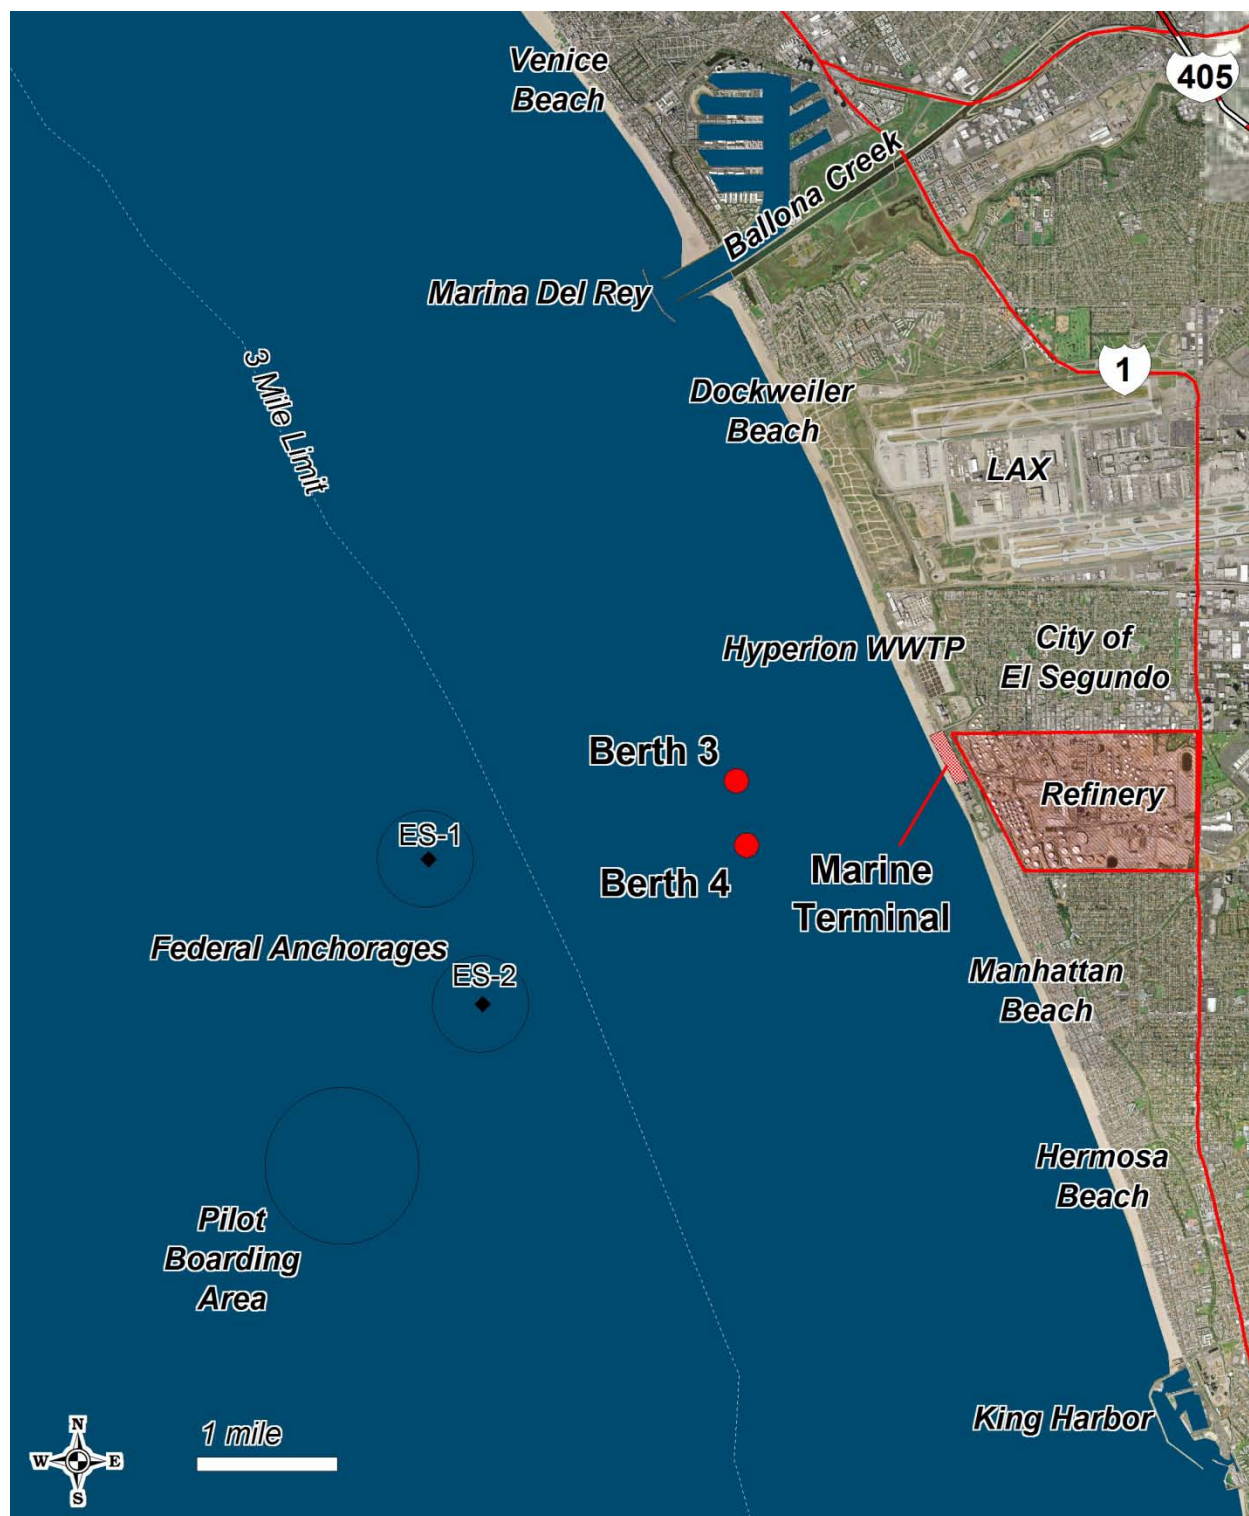 Venice
Beach
405
Ballona Creek
Marina Del Rey
3 Mile Limit
1
Dockweiler
Beach
LAX
Hyperion WWTP
City of
El Segundo
Berth 3
Refinery
ES-1
Berth 4
Marine
Terminal
Federal Anchorages
ES-2
Manhattan
Beach
Hermosa
Beach
Pilot
Boarding
Area
King Harbor
N
W
E
S
1 mile